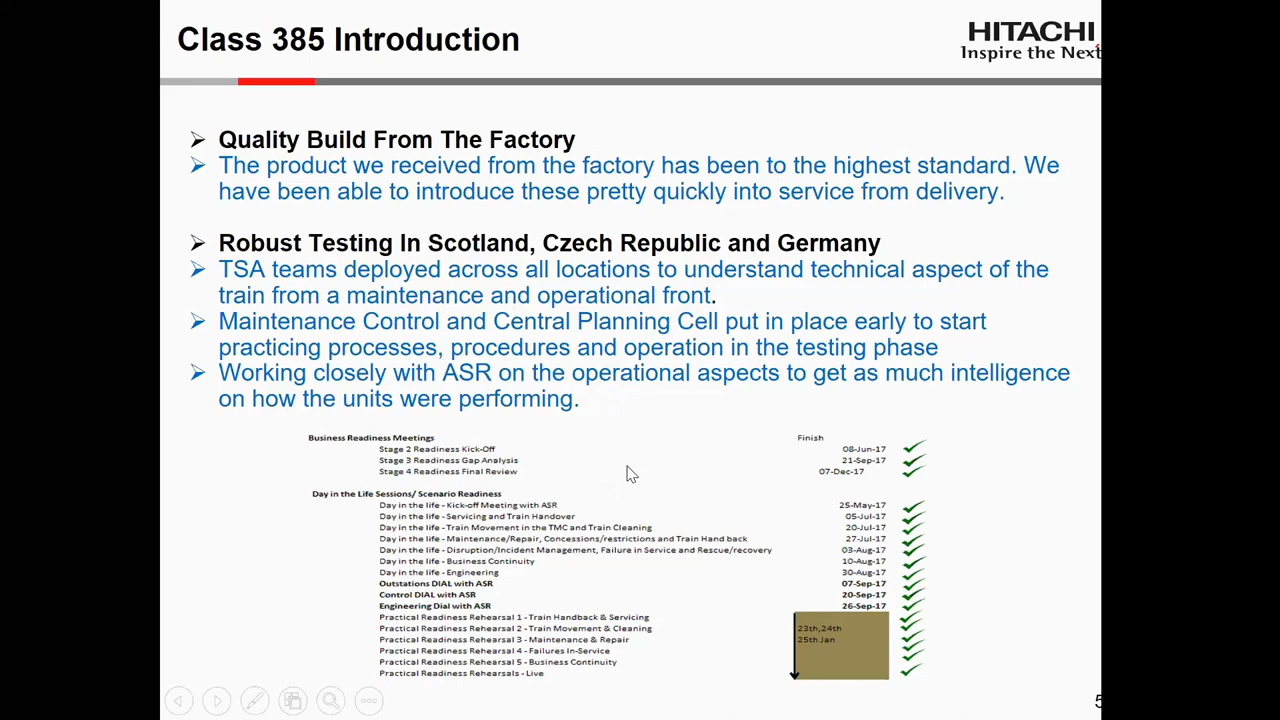 Class 385 Introduction
HITACHI
Inspire the Next
Quality Build From The Factory
The product we received from the factory has been to the highest standard. We
have been able to introduce these pretty quickly into service from delivery.
Robust Testing In Scotland, Czech Republic and Germany
TSA teams deployed across all locations to understand technical aspect of the
train from a maintenance and operational front.
Maintenance Control and Central Planning Cell put in place early to start
practicing processes, procedures and operation in the testing phase
Working closely with ASR on the operational aspects to get as much intelligence
on how the units were performing.
Business Readiness Meetings Finish
Stage 2 Readiness Kick-Off 08-Jun-17
Stage 3 Readiness Gap Analysis 21-Sep-17
Stage 4 Readiness Final Review 07-Dec-17
Day in the Life Sessions/ Scenario Readiness
Day in the life - Kick-off Meeting with ASR 25-May-17
Day in the life - Servicing and Train Handover 05-Jul-17
Day in the life - Train Movement in the TMC and Train Cleaning 20-Jul-17
Day in the life - Maintenance/Repair, Concessions/restrictions and Train Hand back 27-Jul-17
Day in the life - Disruption/Incident Management, Failure in Service and Rescue/recovery 03-Aug-17
Day in the life - Business Continuity 10-Aug-17
Day in the life - Engineering 30-Aug-17
Outstations DIAL with ASR 07-Sep-17
Control DIAL with ASR 20-Sep-17
Engineering Dial with ASR 26-Sep-17
Practical Readiness Rehearsal 1 - Train Handback & Servicing
Practical Readiness Rehearsal 2 - Train Movement & Cleaning 23th,24th
Practical Readiness Rehearsal 3 - Maintenance & Repair 25th Jan
Practical Readiness Rehearsal 4 - Failures In-Service
Practical Readiness Rehearsal 5 - Business Continuity
Practical Readiness Rehearsals - Live
5